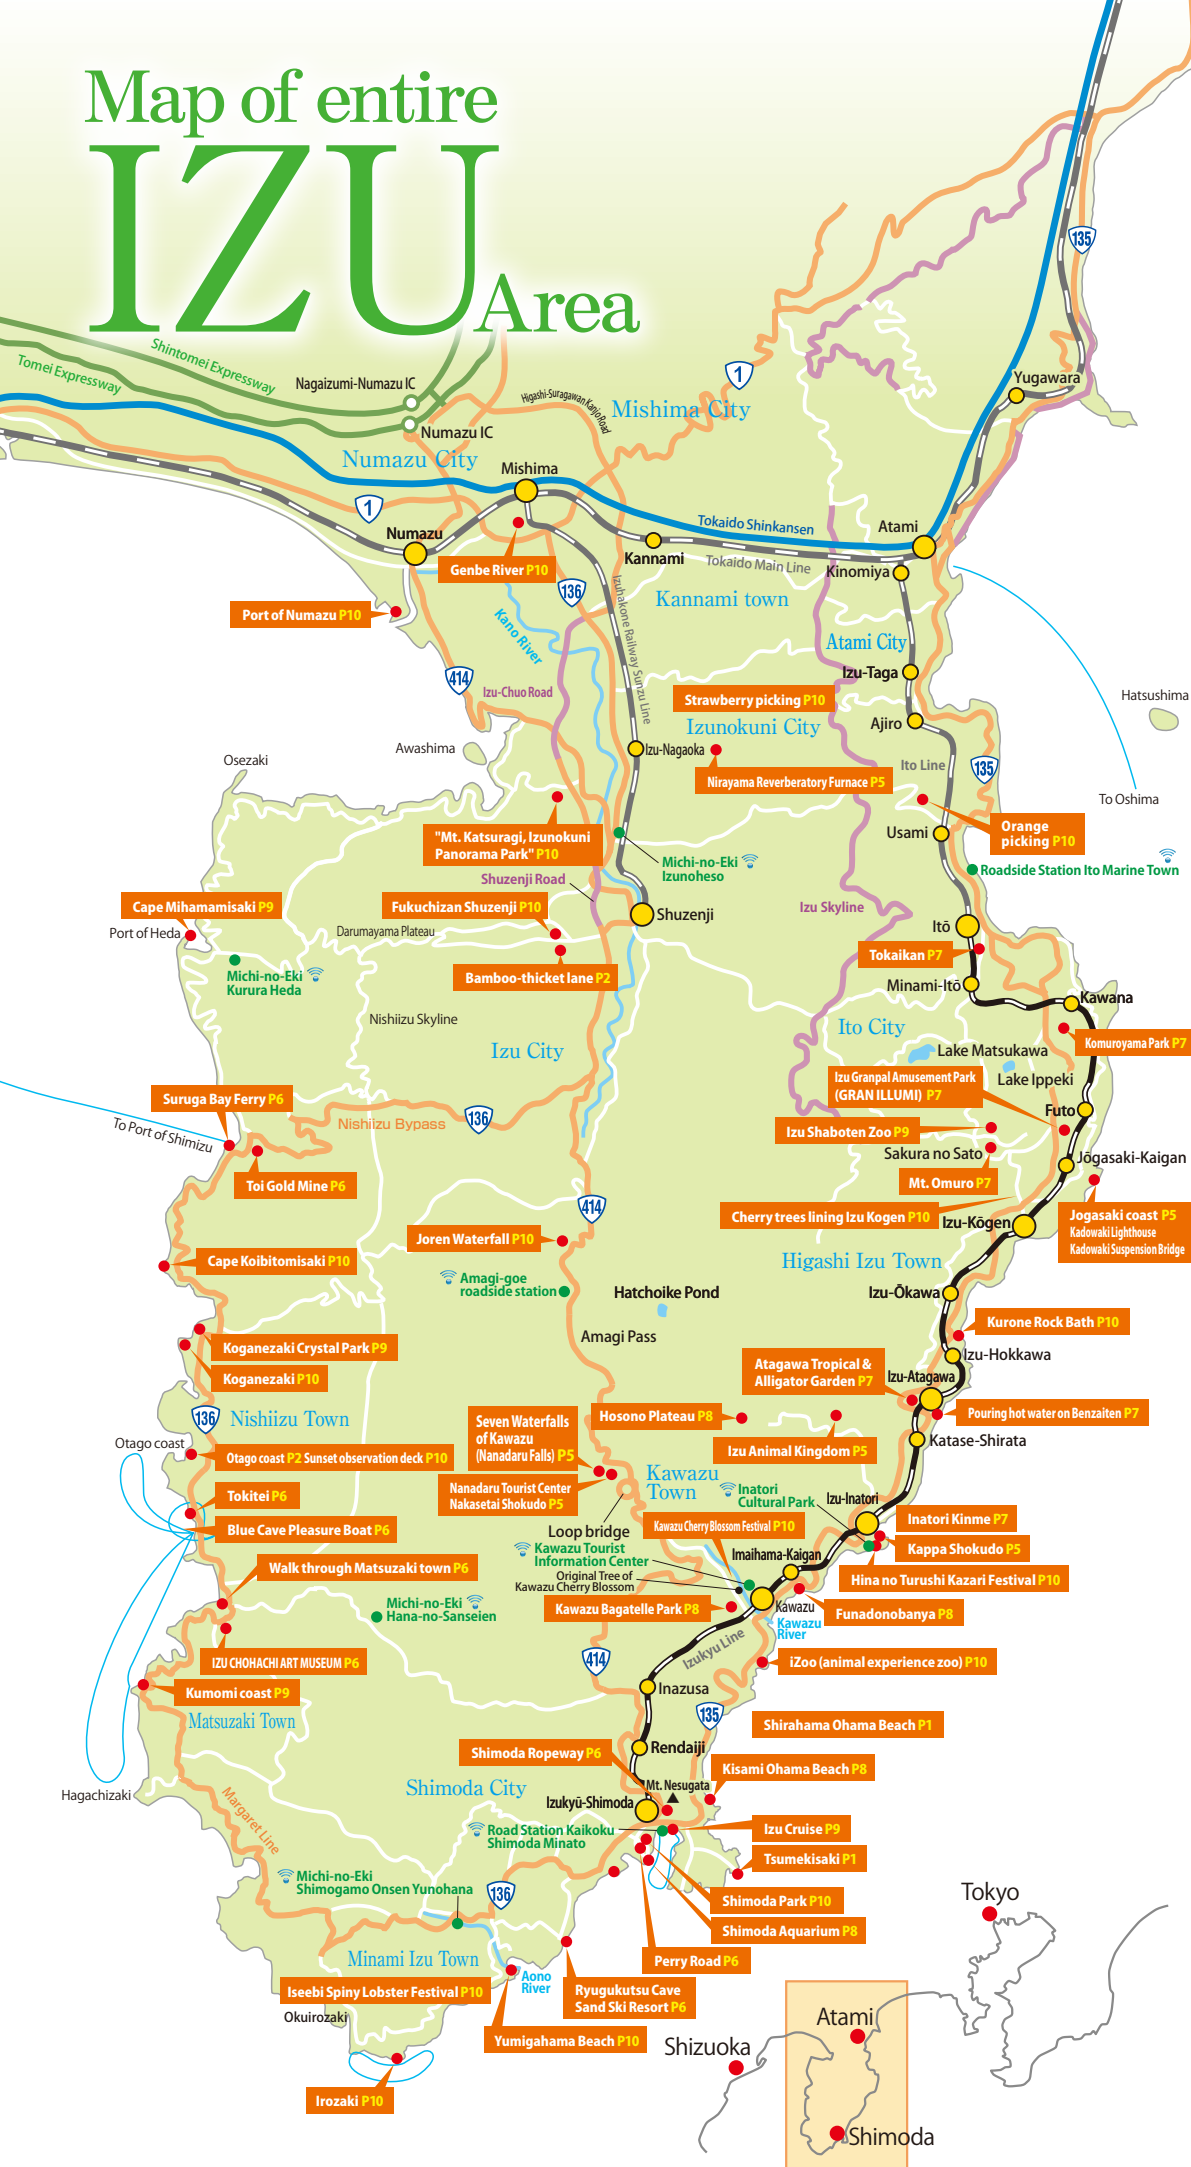 Map of entire
IZU Area
135
Shintomei Expressway
Tomei Expressway
Nagaizumi-Numazu IC
Numazu IC
Higashi-Suragawan Kanjo Road
1
Mishima City
Yugawara
Numazu City
Mishima
1
Numazu
Tokaido Shinkansen
Atami
Kannami
Tokaido Main Line
Kinomiya
Genbe River P10
136
Izuhakone Railway Sunzu Line
Kannami town
Port of Numazu P10
Kano River
Atami City
414
Izu-Chuo Road
Izu-Taga
Strawberry picking P10
Izunokuni City
Ajiro
Hatsushima
Awashima
Izu-Nagaoka
Osezaki
Ito Line
135
Nirayama Reverberatory Furnace P5
To Oshima
"Mt. Katsuragi, Izunokuni
Panorama Park" P10
Usami
Orange
picking P10
Michi-no-Eki
Izunoheso
Roadside Station Ito Marine Town
Shuzenji Road
Cape Mihamamisaki P9
Fukuchizan Shuzenji P10
Shuzenji
Izu Skyline
Itō
Port of Heda
Darumayama Plateau
Tokaikan P7
Michi-no-Eki
Kurura Heda
Bamboo-thicket lane P2
Minami-Itō
Kawana
Nishiizu Skyline
Ito City
Izu City
Komuroyama Park P7
Lake Matsukawa
Lake Ippeki
Suruga Bay Ferry P6
Izu Granpal Amusement Park
(GRAN ILLUMI) P7
Futo
To Port of Shimizu
Nishiizu Bypass
136
Izu Shaboten Zoo P9
Sakura no Sato
Jōgasaki-Kaigan
Toi Gold Mine P6
Mt. Omuro P7
414
Cherry trees lining Izu Kogen P10
Izu-Kōgen
Jogasaki coast P5
Kadowaki Lighthouse
Kadowaki Suspension Bridge
Joren Waterfall P10
Cape Koibitomisaki P10
Higashi Izu Town
Amagi-goe
roadside station
Hatchoike Pond
Izu-Ōkawa
Amagi Pass
Kurone Rock Bath P10
Koganezaki Crystal Park P9
Izu-Hokkawa
Koganezaki P10
Atagawa Tropical &
Alligator Garden P7
Izu-Atagawa
136
Nishiizu Town
Seven Waterfalls
of Kawazu
(Nanadaru Falls) P5
Hosono Plateau P8
Pouring hot water on Benzaiten P7
Otago coast
Izu Animal Kingdom P5
Katase-Shirata
Otago coast P2 Sunset observation deck P10
Nanadaru Tourist Center
Nakasetai Shokudo P5
Kawazu
Town
Inatori
Cultural Park
Izu-Inatori
Tokitei P6
Blue Cave Pleasure Boat P6
Loop bridge
Kawazu Cherry Blossom Festival P10
Inatori Kinme P7
Kawazu Tourist
Information Center
Imaihama-Kaigan
Kappa Shokudo P5
Walk through Matsuzaki town P6
Original Tree of
Kawazu Cherry Blossom
Hina no Turushi Kazari Festival P10
Michi-no-Eki
Hana-no-Sanseien
Kawazu Bagatelle Park P8
Kawazu
Funadonobanya P8
Kawazu
River
IZU CHOHACHI ART MUSEUM P6
414
Izukyu Line
iZoo (animal experience zoo) P10
Kumomi coast P9
Inazusa
Matsuzaki Town
135
Shirahama Ohama Beach P1
Shimoda Ropeway P6
Rendaiji
Kisami Ohama Beach P8
Hagachizaki
Shimoda City
Mt. Nesugata
Izukyū-Shimoda
Margaret Line
Road Station Kaikoku
Shimoda Minato
Izu Cruise P9
Tsumekisaki P1
Michi-no-Eki
Shimogamo Onsen Yunohana
136
Shimoda Park P10
Tokyo
Shimoda Aquarium P8
Minami Izu Town
Perry Road P6
Aono
River
Iseebi Spiny Lobster Festival P10
Ryugukutsu Cave
Sand Ski Resort P6
Okuirozaki
Atami
Yumigahama Beach P10
Shizuoka
Irozaki P10
Shimoda